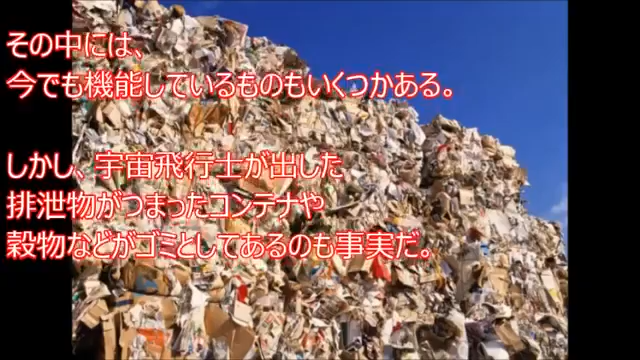 その中には、
今でも機能しているものもいくつかある。
しかし、宇宙飛行士が出した
排泄物がつまったコンテナや
穀物などがゴミとしてあるのも事実だ。